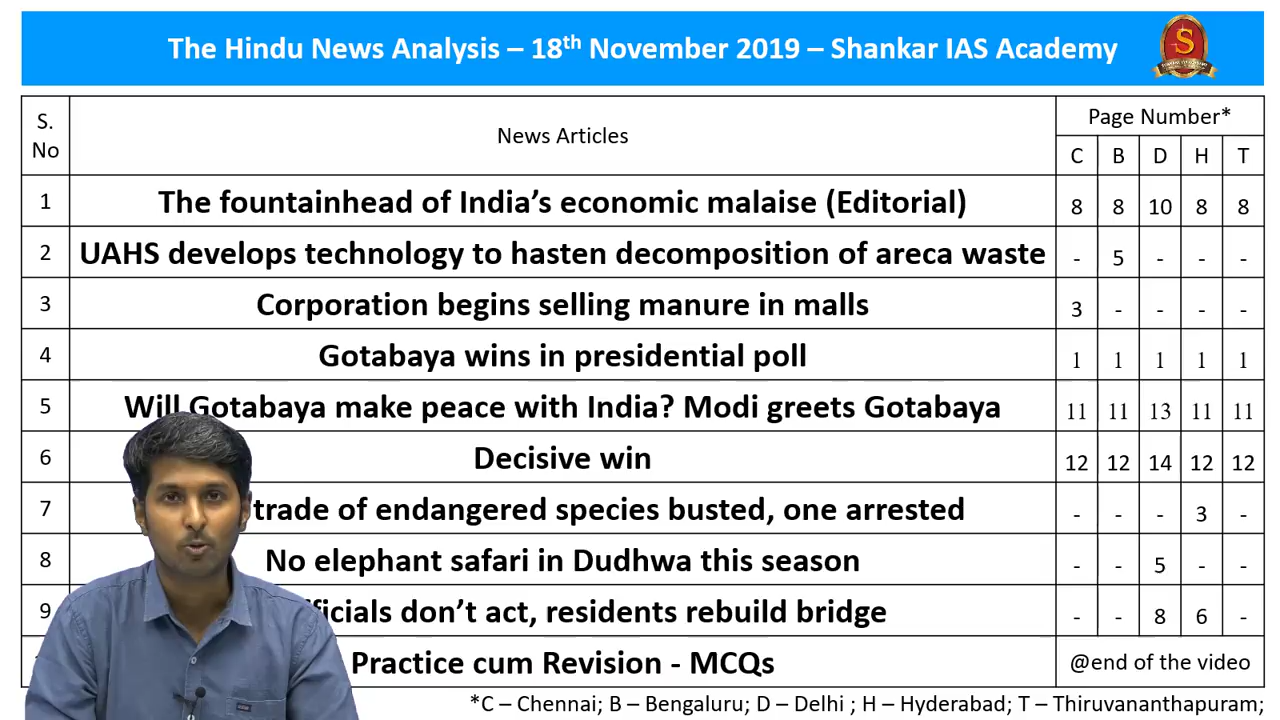 The Hindu News Analysis – 18th November 2019 – Shankar IAS Academy
S. No News Articles Page Number*
C B D H T
1 The fountainhead of India's economic malaise (Editorial) 8 8 10 8 8
2 UAHS develops technology to hasten decomposition of areca waste - 5 - - -
3 Corporation begins selling manure in malls 3 - - - -
4 Gotabaya wins in presidential poll 1 1 1 1 1
5 Will Gotabaya make peace with India? Modi greets Gotabaya 11 11 13 11 11
6 Decisive win 12 12 14 12 12
7 trade of endangered species busted, one arrested - - - 3 -
8 No elephant safari in Dudhwa this season - - 5 - -
9 don't act, residents rebuild bridge - - 8 6 -
Practice cum Revision - MCQs @end of the video
*C – Chennai; B – Bengaluru; D – Delhi ; H – Hyderabad; T – Thiruvananthapuram;